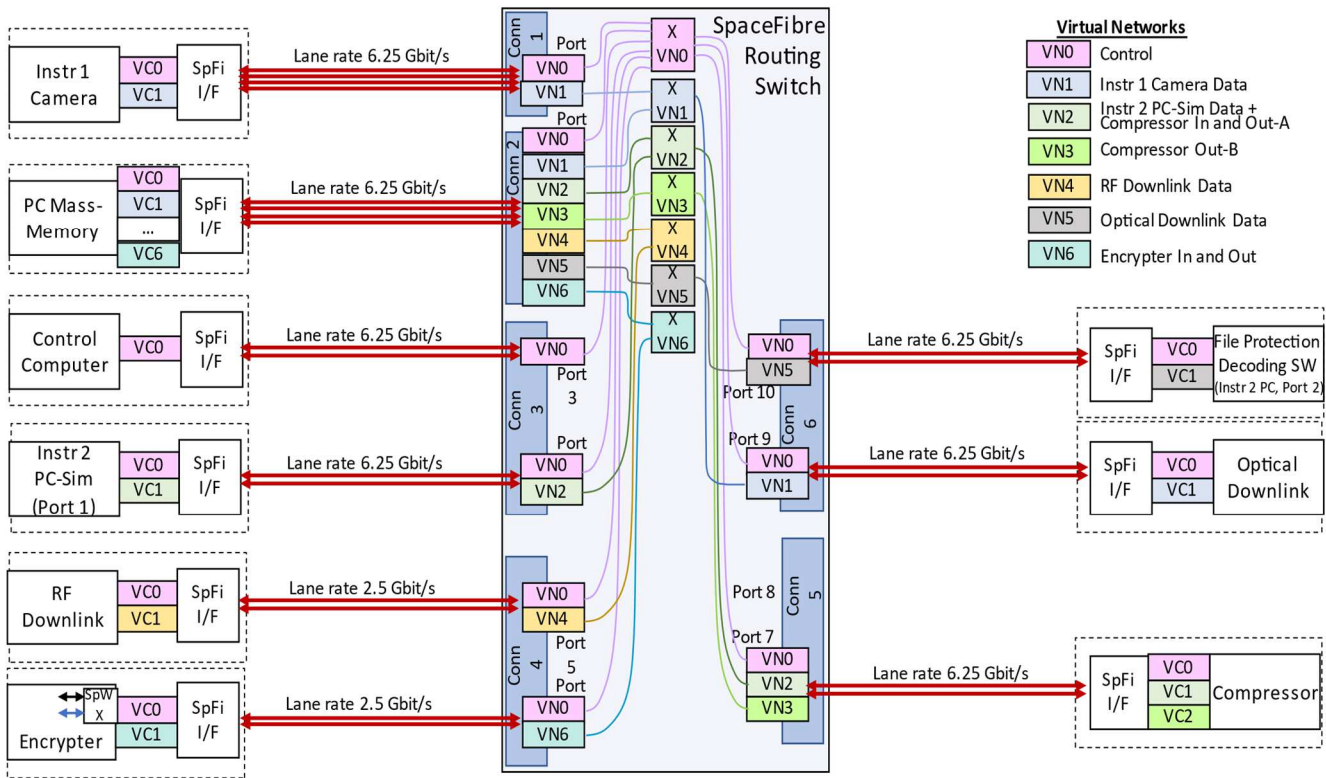 SpaceFibre
Routing
Switch
Virtual Networks
VN0 Control
VN1 Instr 1 Camera Data
VN2 Instr 2 PC-Sim Data +
Compressor In and Out-A
VN3 Compressor Out-B
VN4 RF Downlink Data
VN5 Optical Downlink Data
VN6 Encrypter In and Out
Instr 1
Camera
VC0
VC1
SpFi
I/F
Lane rate 6.25 Gbit/s
Conn
1
Port
VN0
VN1
PC Mass-
Memory
VC0
VC1
...
VC6
SpFi
I/F
Lane rate 6.25 Gbit/s
Conn 2
Port
VN0
VN1
VN2
VN3
VN4
VN5
VN6
Control
Computer
VC0
SpFi
I/F
Lane rate 6.25 Gbit/s
Conn
3
VN0
Port
3
Instr 2
PC-Sim
(Port 1)
VC0
VC1
SpFi
I/F
Lane rate 6.25 Gbit/s
Port
VN0
VN2
RF
Downlink
VC0
VC1
SpFi
I/F
Lane rate 2.5 Gbit/s
Conn
4
VN0
VN4
Port
5
Encrypter
SpW
X
VC0
VC1
SpFi
I/F
Lane rate 2.5 Gbit/s
Port
VN0
VN6
X
VN0
X
VN1
X
VN2
X
VN3
X
VN4
X
VN5
X
VN6
VN0
VN5
Port 10
Conn
6
Lane rate 6.25 Gbit/s
SpFi
I/F
VC0
VC1
File Protection
Decoding SW
(Instr 2 PC, Port 2)
Port 9
VN0
VN1
Lane rate 6.25 Gbit/s
SpFi
I/F
VC0
VC1
Optical
Downlink
Port 8
Conn
5
Port 7
VN0
VN2
VN3
Lane rate 6.25 Gbit/s
SpFi
I/F
VC0
VC1
VC2
Compressor